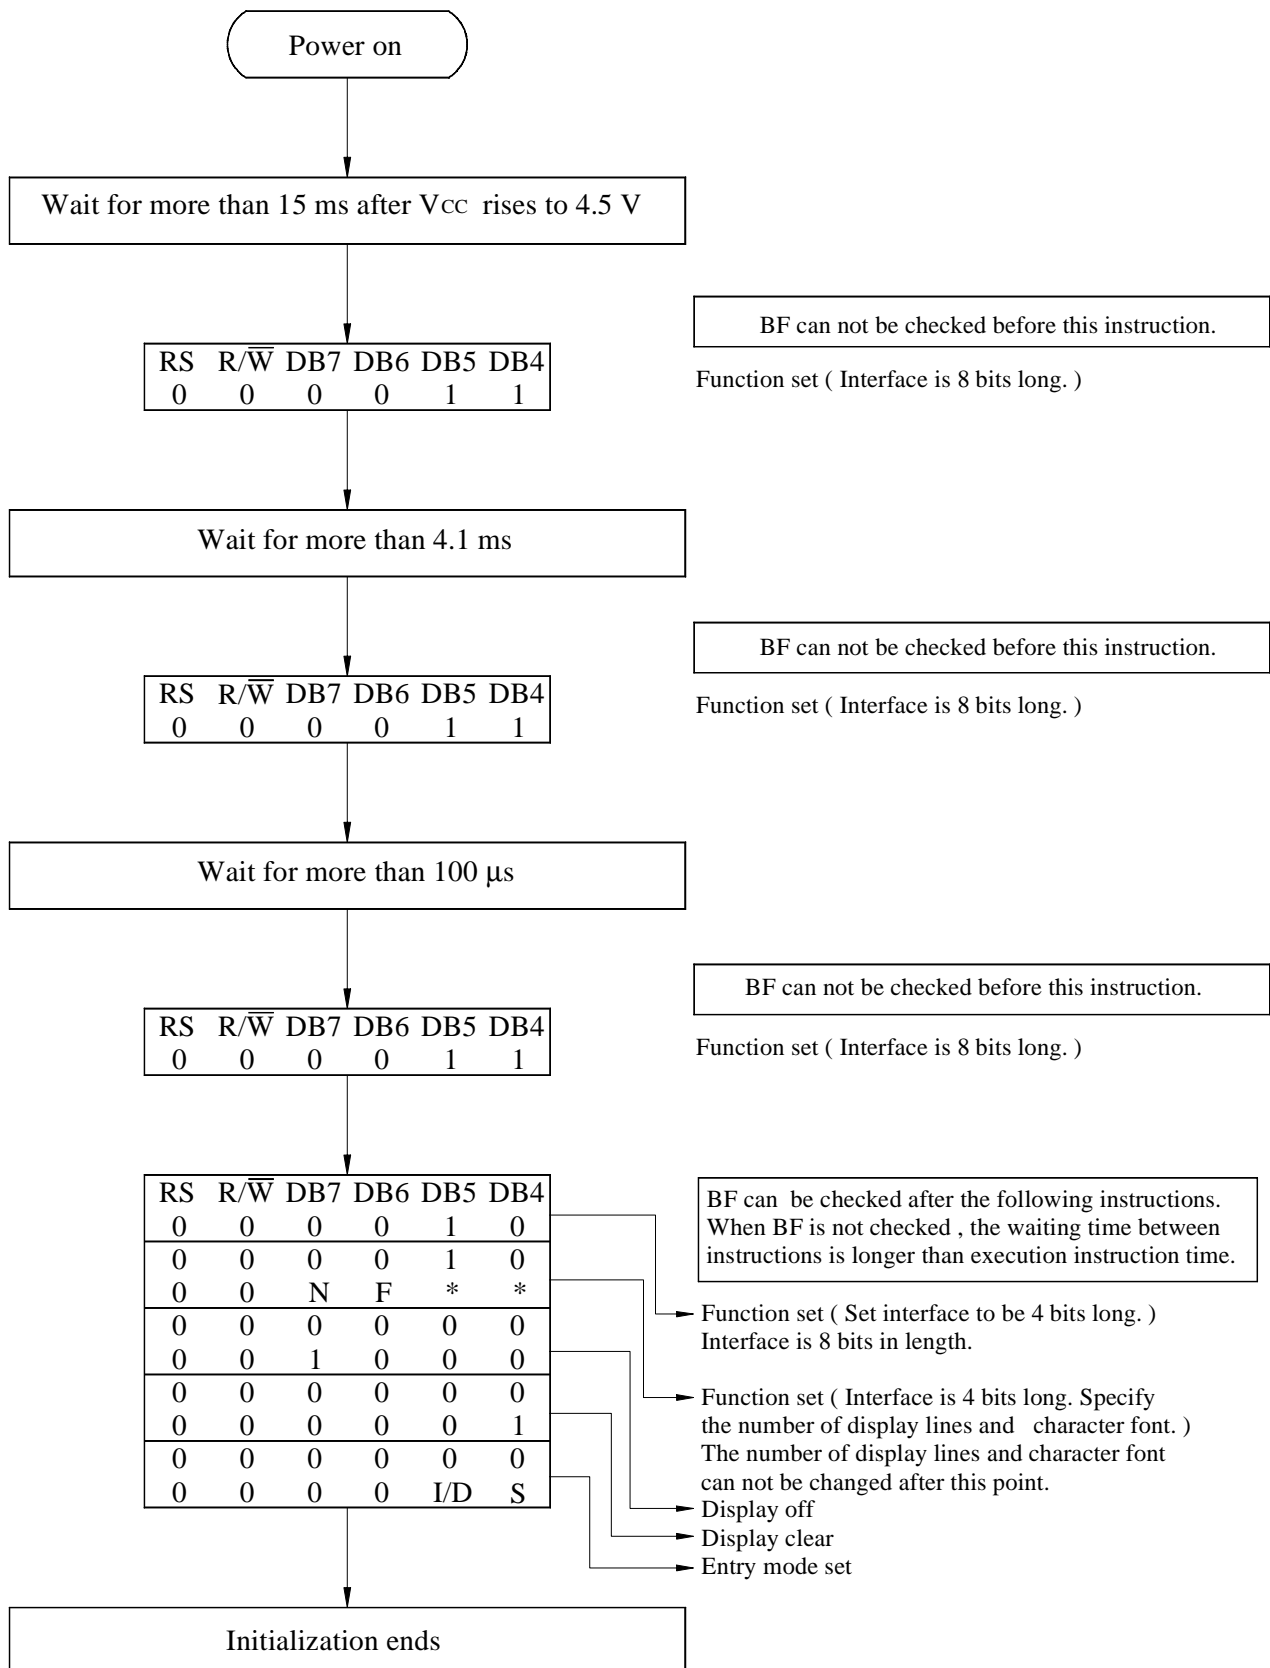 Power on
Wait for more than 15 ms after VCC rises to 4.5 V
BF can not be checked before this instruction.
RS R/W̅ DB7 DB6 DB5 DB4
0 0 0 0 1 1
Function set ( Interface is 8 bits long. )
Wait for more than 4.1 ms
BF can not be checked before this instruction.
RS R/W̅ DB7 DB6 DB5 DB4
0 0 0 0 1 1
Function set ( Interface is 8 bits long. )
Wait for more than 100 μs
BF can not be checked before this instruction.
RS R/W̅ DB7 DB6 DB5 DB4
0 0 0 0 1 1
Function set ( Interface is 8 bits long. )
RS R/W̅ DB7 DB6 DB5 DB4
0 0 0 0 1 0
0 0 0 0 1 0
0 0 N F * *
0 0 0 0 0 0
0 0 1 0 0 0
0 0 0 0 0 0
0 0 0 0 0 1
0 0 0 0 0 0
0 0 0 0 I/D S
BF can be checked after the following instructions.
When BF is not checked , the waiting time between
instructions is longer than execution instruction time.
Function set ( Set interface to be 4 bits long. )
Interface is 8 bits in length.
Function set ( Interface is 4 bits long. Specify
the number of display lines and character font. )
The number of display lines and character font
can not be changed after this point.
Display off
Display clear
Entry mode set
Initialization ends